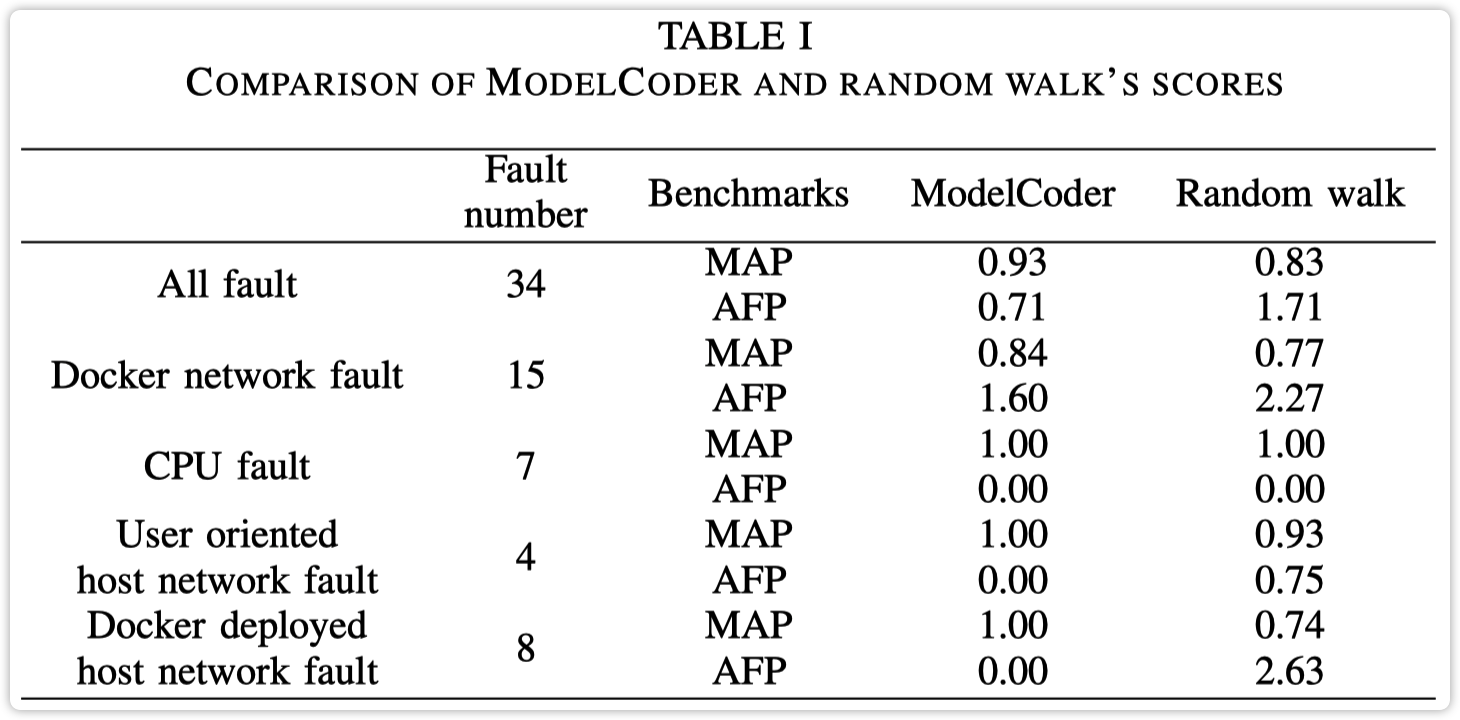 TABLE I
COMPARISON OF MODELCODER AND RANDOM WALK'S SCORES
Fault number Benchmarks ModelCoder Random walk
All fault 34 MAP 0.93 0.83
AFP 0.71 1.71
Docker network fault 15 MAP 0.84 0.77
AFP 1.60 2.27
CPU fault 7 MAP 1.00 1.00
AFP 0.00 0.00
User oriented host network fault 4 MAP 1.00 0.93
AFP 0.00 0.75
Docker deployed host network fault 8 MAP 1.00 0.74
AFP 0.00 2.63